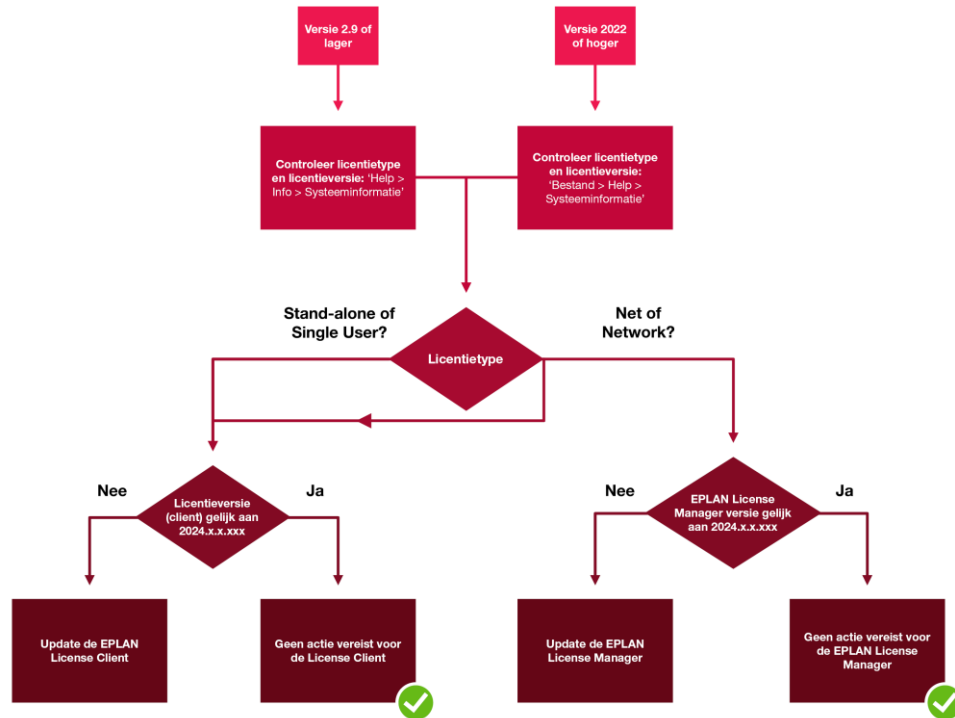 Versie 2.9 of
lager
Versie 2022
of hoger
Controleer licentietype
en licentieversie: ‘Help >
Info > Systeeminformatie’
Controleer licentietype
en licentieversie:
‘Bestand > Help >
Systeeminformatie’
Stand-alone of
Single User?
Net of
Network?
Licentietype
Nee
Ja
Licentieversie
(client) gelijk aan
2024.x.x.xxx
Nee
Ja
EPLAN License
Manager versie gelijk
aan 2024.x.x.xxx
Update de EPLAN
License Client
Geen actie vereist voor
de License Client
Update de EPLAN
License Manager
Geen actie vereist voor
de EPLAN License
Manager